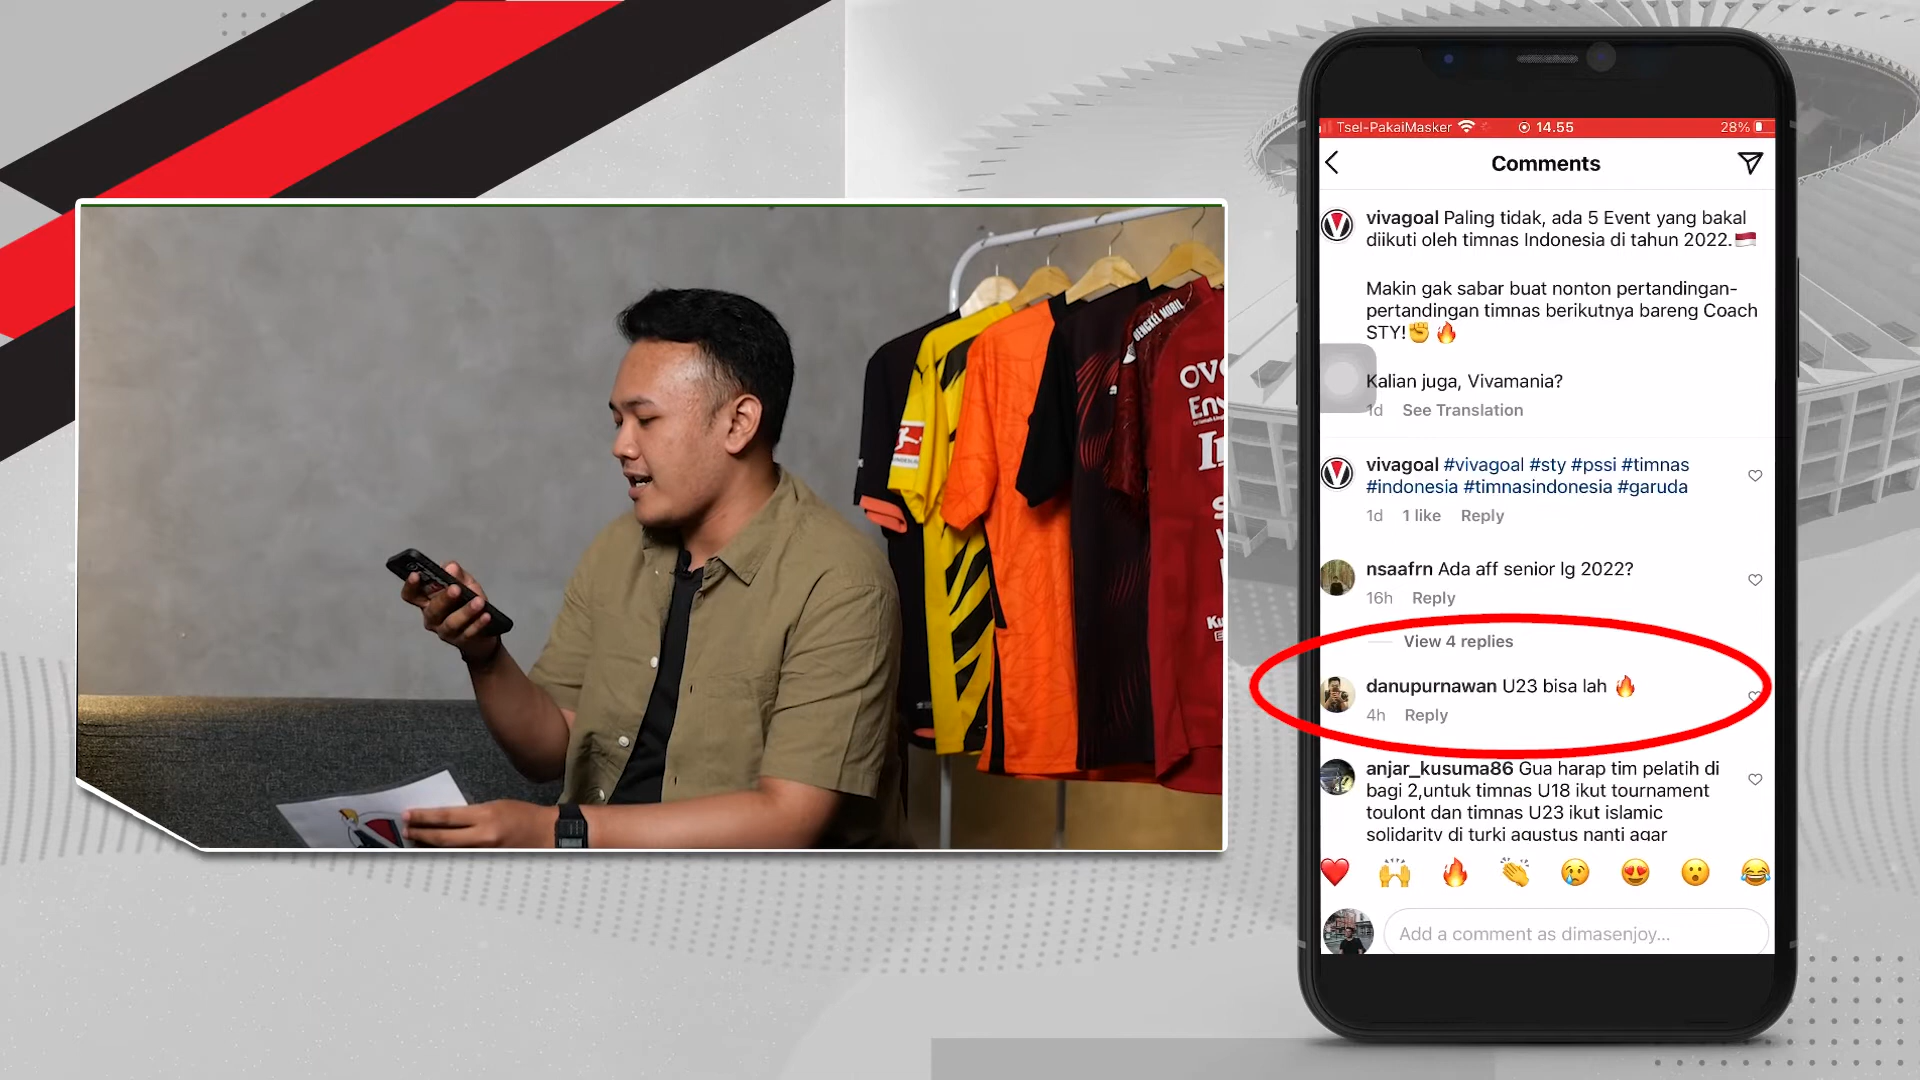 BENGKEL MOBIL
Tsel-PakaiMasker
14.55
28%
Comments
vivagoal Paling tidak, ada 5 Event yang bakal
diikuti oleh timnas Indonesia di tahun 2022.🇮🇩
Makin gak sabar buat nonton pertandingan-
pertandingan timnas berikutnya bareng Coach
STY!✊🔥
Kalian juga, Vivamania?
1d See Translation
vivagoal #vivagoal #sty #pssi #timnas
#indonesia #timnasindonesia #garuda
1d 1 like Reply
nsaafrn Ada aff senior lg 2022?
16h Reply
View 4 replies
danupurnawan U23 bisa lah 🔥
4h Reply
anjar_kusuma86 Gua harap tim pelatih di
bagi 2,untuk timnas U18 ikut tournament
toulont dan timnas U23 ikut islamic
solidarity di turki agustus nanti agar
❤️🙌🔥👏😢😍😮😂
Add a comment as dimasenjoy...